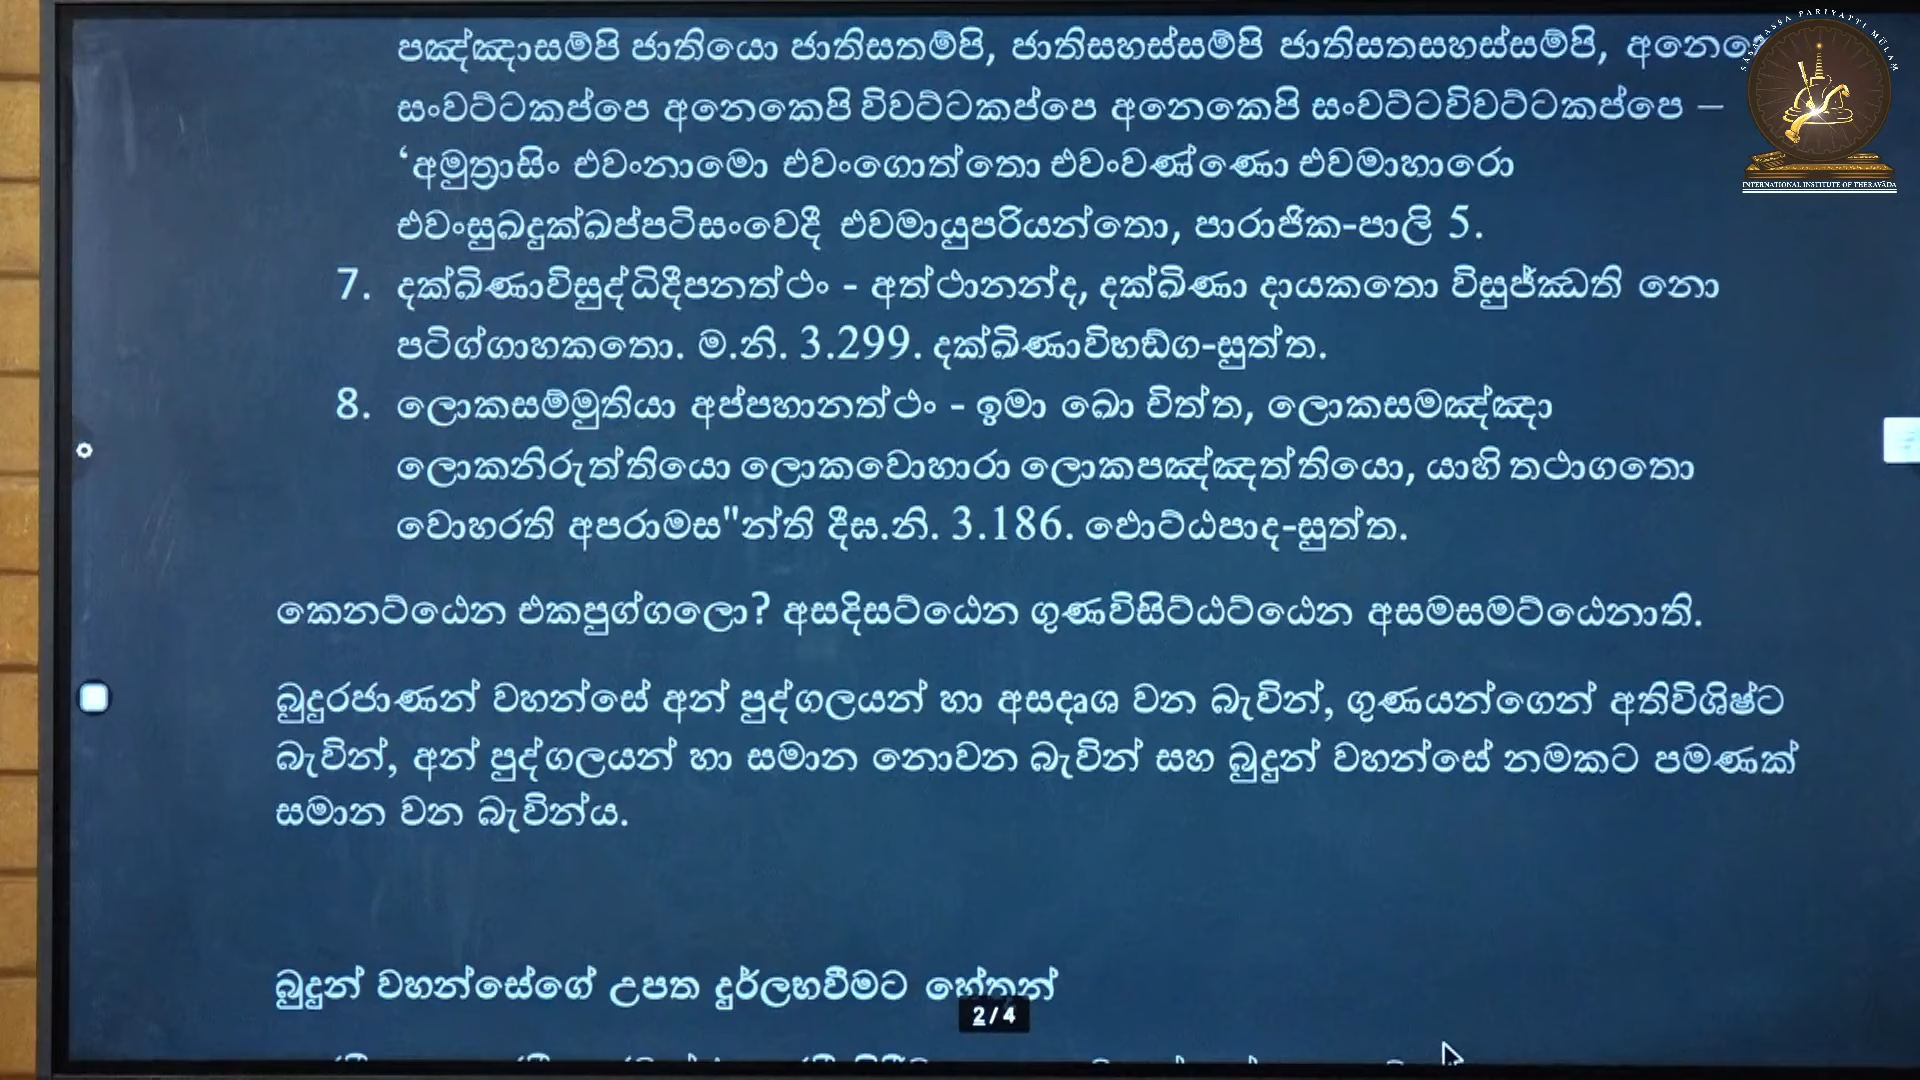 පඤ්ඤාසම්පි ජාතියො ජාතිසතම්පි, ජාතිසහස්සම්පි ජාතිසතසහස්සම්පි,
සංවට්ටකප්පෙ අනෙකෙපි විවට්ටකප්පෙ අනෙකෙපි සංවට්ටවිවට්ටකප්පෙ –
‘අමුත්‍රාසිං එවංනාමො එවංගොත්තො එවංවණ්ණො එවමාහාරො
එවංසුඛදුක්ඛප්පටිසංවෙදී එවමායුපරියන්තො, පාරාජික-පාලි 5.
7. දක්ඛිණාවිසුද්ධිදීපනත්ථං - අත්ථානන්ද, දක්ඛිණා දායකතො විසුජ්ඣති නො
පටිග්ගාහකතො. ම.නි. 3.299. දක්ඛිණාවිභඩ්ග-සුත්ත.
8. ලොකසම්මුතියා අප්පහානත්ථං - ඉමා ඛො චිත්ත, ලොකසමඤ්ඤා
ලොකනිරුත්තියො ලොකවොහාරා ලොකපඤ්ඤත්තියො, යාහි තථාගතො
වොහරති අපරාමස"න්ති දීඝ.නි. 3.186. ඵොට්ඨපාද-සුත්ත.
කෙනට්ඨෙන එකපුග්ගලො? අසදිසට්ඨෙන ගුණවිසිට්ඨට්ඨෙන අසමසමට්ඨෙනාති.
බුදුරජාණන් වහන්සේ අන් පුද්ගලයන් හා අසදෘශ වන බැවින්, ගුණයන්ගෙන් අතිවිශිෂ්ට
බැවින්, අන් පුද්ගලයන් හා සමාන නොවන බැවින් සහ බුදුන් වහන්සේ නමකට පමණක්
සමාන වන බැවින්ය.
බුදුන් වහන්සේගේ උපත දුර්ලභවීමට හේතූන්
2 / 4
INTERNATIONAL INSTITUTE OF THERAVĀDA